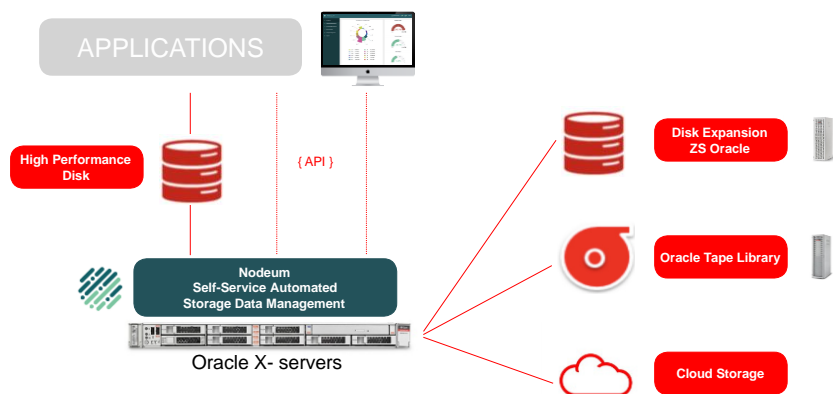 APPLICATIONS
High Performance
Disk
{ API }
Nodeum
Self-Service Automated
Storage Data Management
Oracle X- servers
Disk Expansion
ZS Oracle
Oracle Tape Library
Cloud Storage